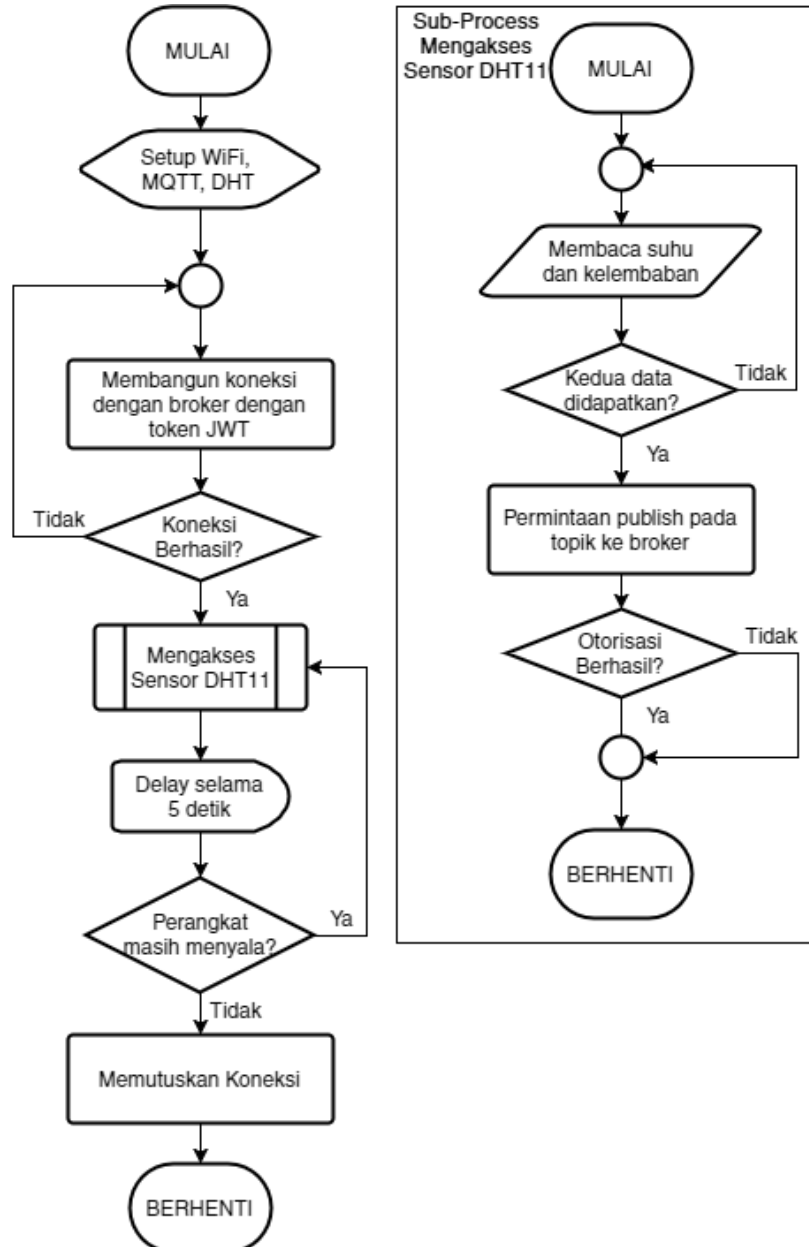 MULAI
Setup WiFi,
MQTT, DHT
Membangun koneksi
dengan broker dengan
token JWT
Tidak
Koneksi
Berhasil?
Ya
Mengakses
Sensor DHT11
Delay selama
5 detik
Perangkat
masih menyala?
Ya
Tidak
Memutuskan Koneksi
BERHENTI
Sub-Process
Mengakses
Sensor DHT11
MULAI
Membaca suhu
dan kelembaban
Kedua data
didapatkan?
Tidak
Ya
Permintaan publish pada
topik ke broker
Otorisasi
Berhasil?
Tidak
Ya
BERHENTI